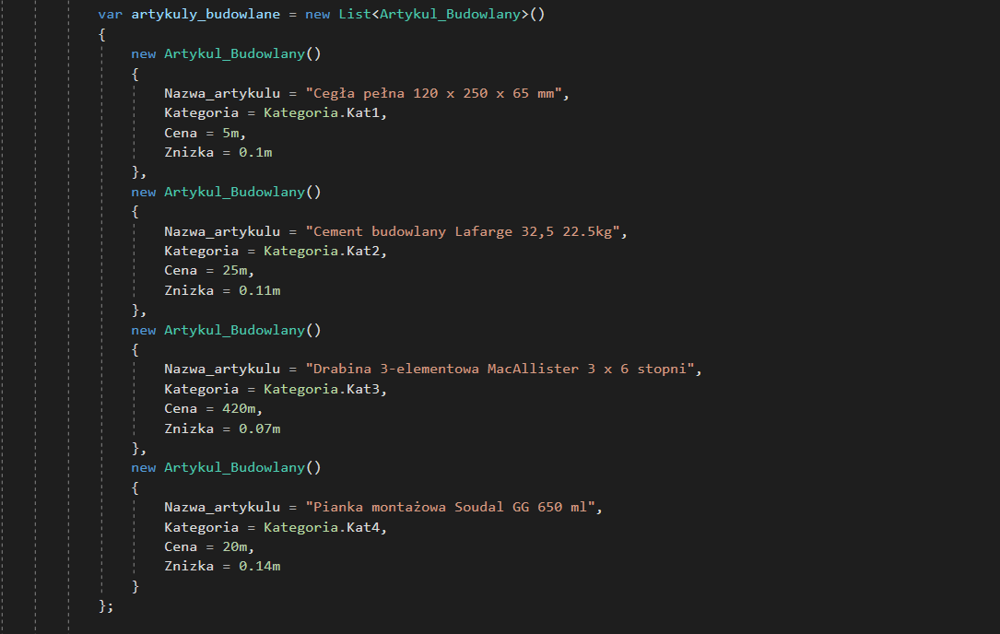 var artykuly_budowlane = new List<Artykul_Budowlany>()
{
new Artykul_Budowlany()
{
Nazwa_artykulu = "Cegła pełna 120 x 250 x 65 mm",
Kategoria = Kategoria.Kat1,
Cena = 5m,
Znizka = 0.1m
},
new Artykul_Budowlany()
{
Nazwa_artykulu = "Cement budowlany Lafarge 32,5 22.5kg",
Kategoria = Kategoria.Kat2,
Cena = 25m,
Znizka = 0.11m
},
new Artykul_Budowlany()
{
Nazwa_artykulu = "Drabina 3-elementowa MacAllister 3 x 6 stopni",
Kategoria = Kategoria.Kat3,
Cena = 420m,
Znizka = 0.07m
},
new Artykul_Budowlany()
{
Nazwa_artykulu = "Pianka montażowa Soudal GG 650 ml",
Kategoria = Kategoria.Kat4,
Cena = 20m,
Znizka = 0.14m
}
};